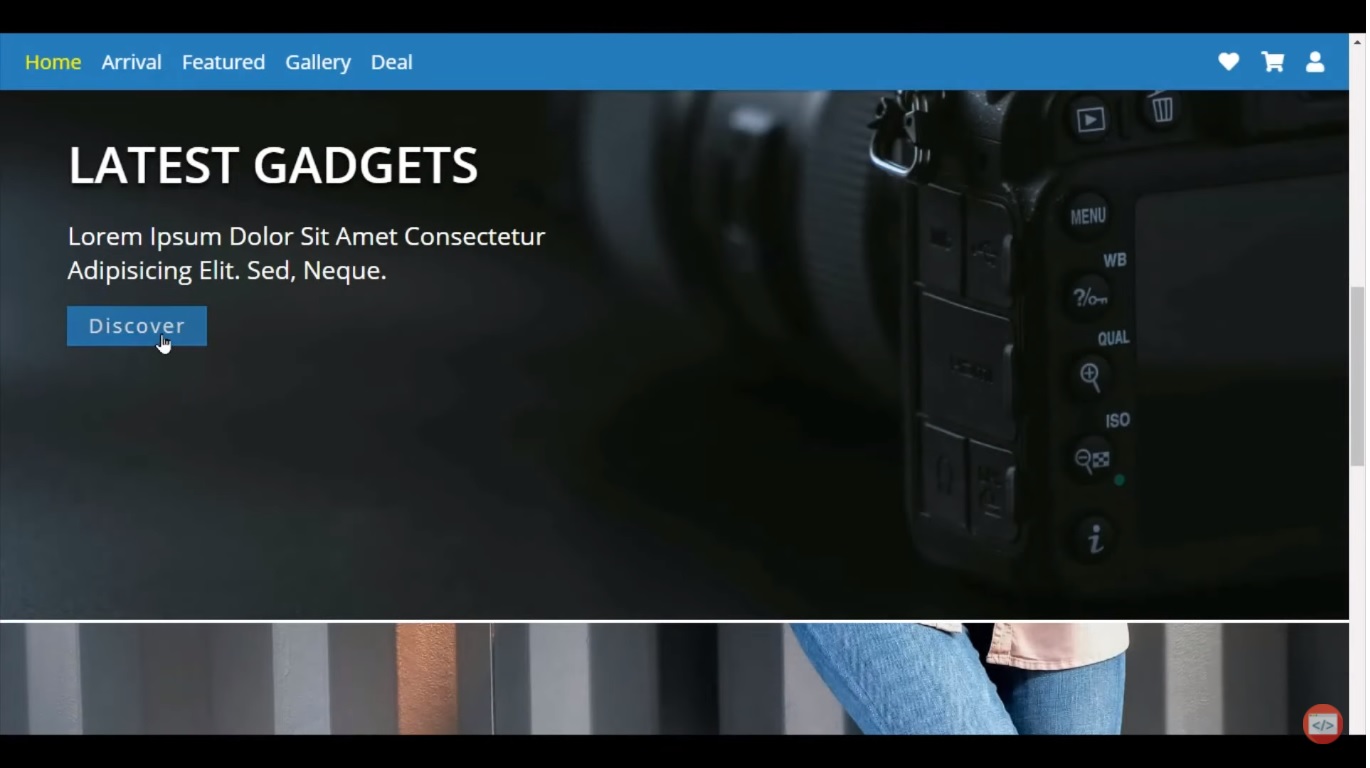 Home Arrival Featured Gallery Deal
LATEST GADGETS
Lorem Ipsum Dolor Sit Amet Consectetur
Adipisicing Elit. Sed, Neque.
Discover
MENU
WB
?/
QUAL
ISO
i
HDMI
</>